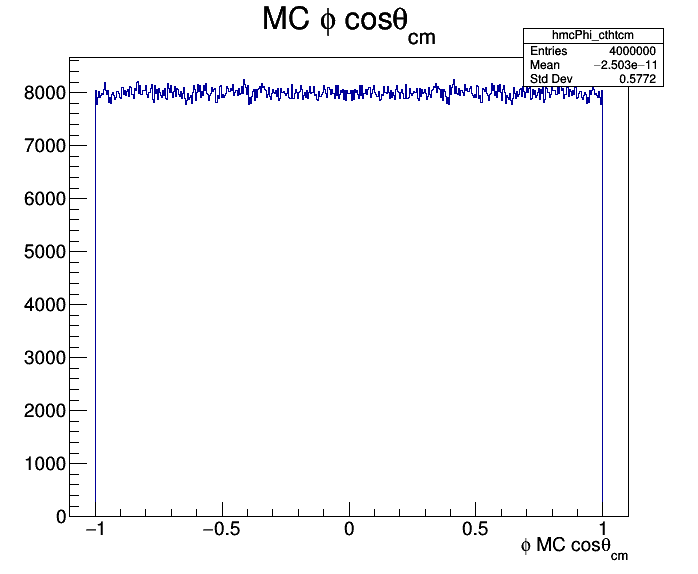 MC ϕ cosθcm
hmcPhi_cthtcm
Entries 4000000
Mean −2.503e−11
Std Dev 0.5772
8000
7000
6000
5000
4000
3000
2000
1000
0
−1 −0.5 0 0.5 1
ϕ MC cosθcm